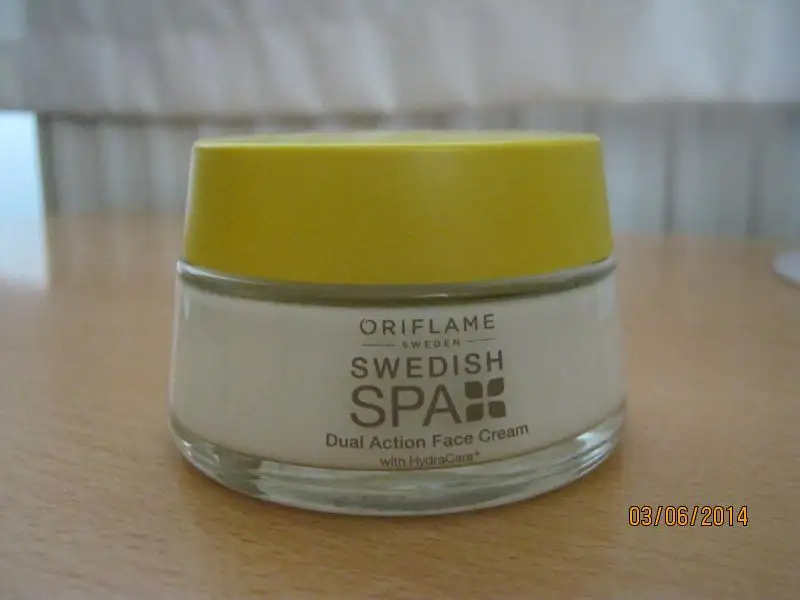 ORIFLAME
SWEDEN
SWEDISH
SPA
Dual Action Face Cream
with HydraCare+
03/06/2014